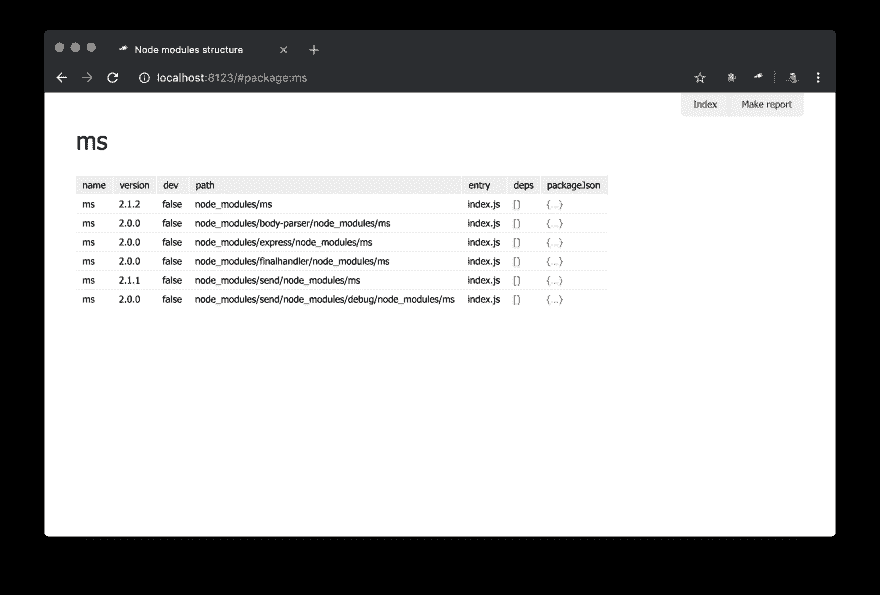 Node modules structure
localhost:8123/#package:ms
Index Make report
ms
name version dev path entry deps packageJson
ms 2.1.2 false node_modules/ms index.js [] {...}
ms 2.0.0 false node_modules/body-parser/node_modules/ms index.js [] {...}
ms 2.0.0 false node_modules/express/node_modules/ms index.js [] {...}
ms 2.0.0 false node_modules/finalhandler/node_modules/ms index.js [] {...}
ms 2.1.1 false node_modules/send/node_modules/ms index.js [] {...}
ms 2.0.0 false node_modules/send/node_modules/debug/node_modules/ms index.js [] {...}